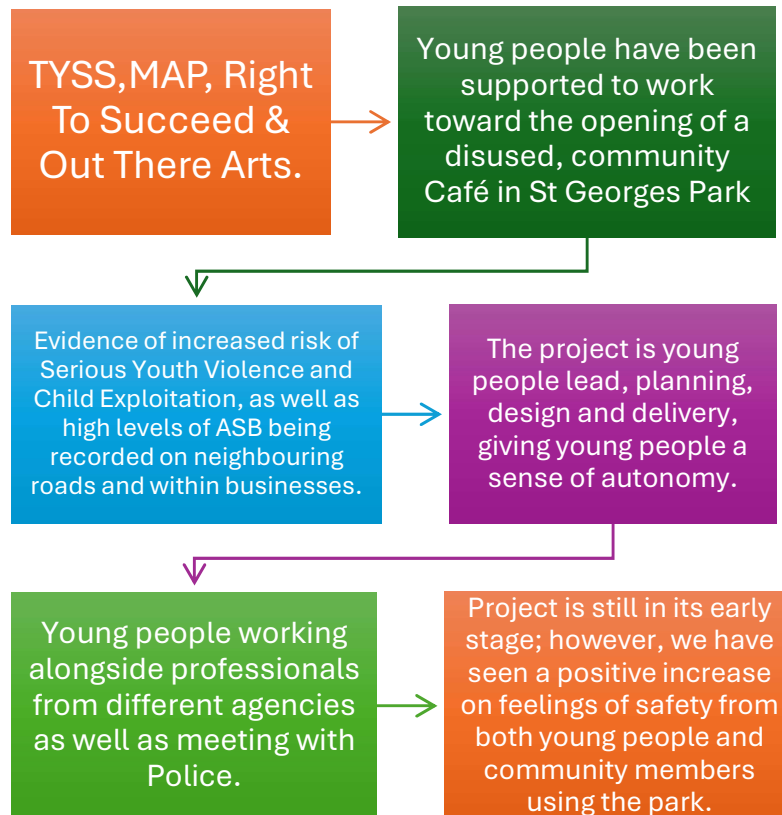 TYSS,MAP, Right
To Succeed &
Out There Arts.
Young people have been
supported to work
toward the opening of a
disused, community
Café in St Georges Park
Evidence of increased risk of
Serious Youth Violence and
Child Exploitation, as well as
high levels of ASB being
recorded on neighbouring
roads and within businesses.
The project is young
people lead, planning,
design and delivery,
giving young people a
sense of autonomy.
Young people working
alongside professionals
from different agencies
as well as meeting with
Police.
Project is still in its early
stage; however, we have
seen a positive increase
on feelings of safety from
both young people and
community members
using the park.